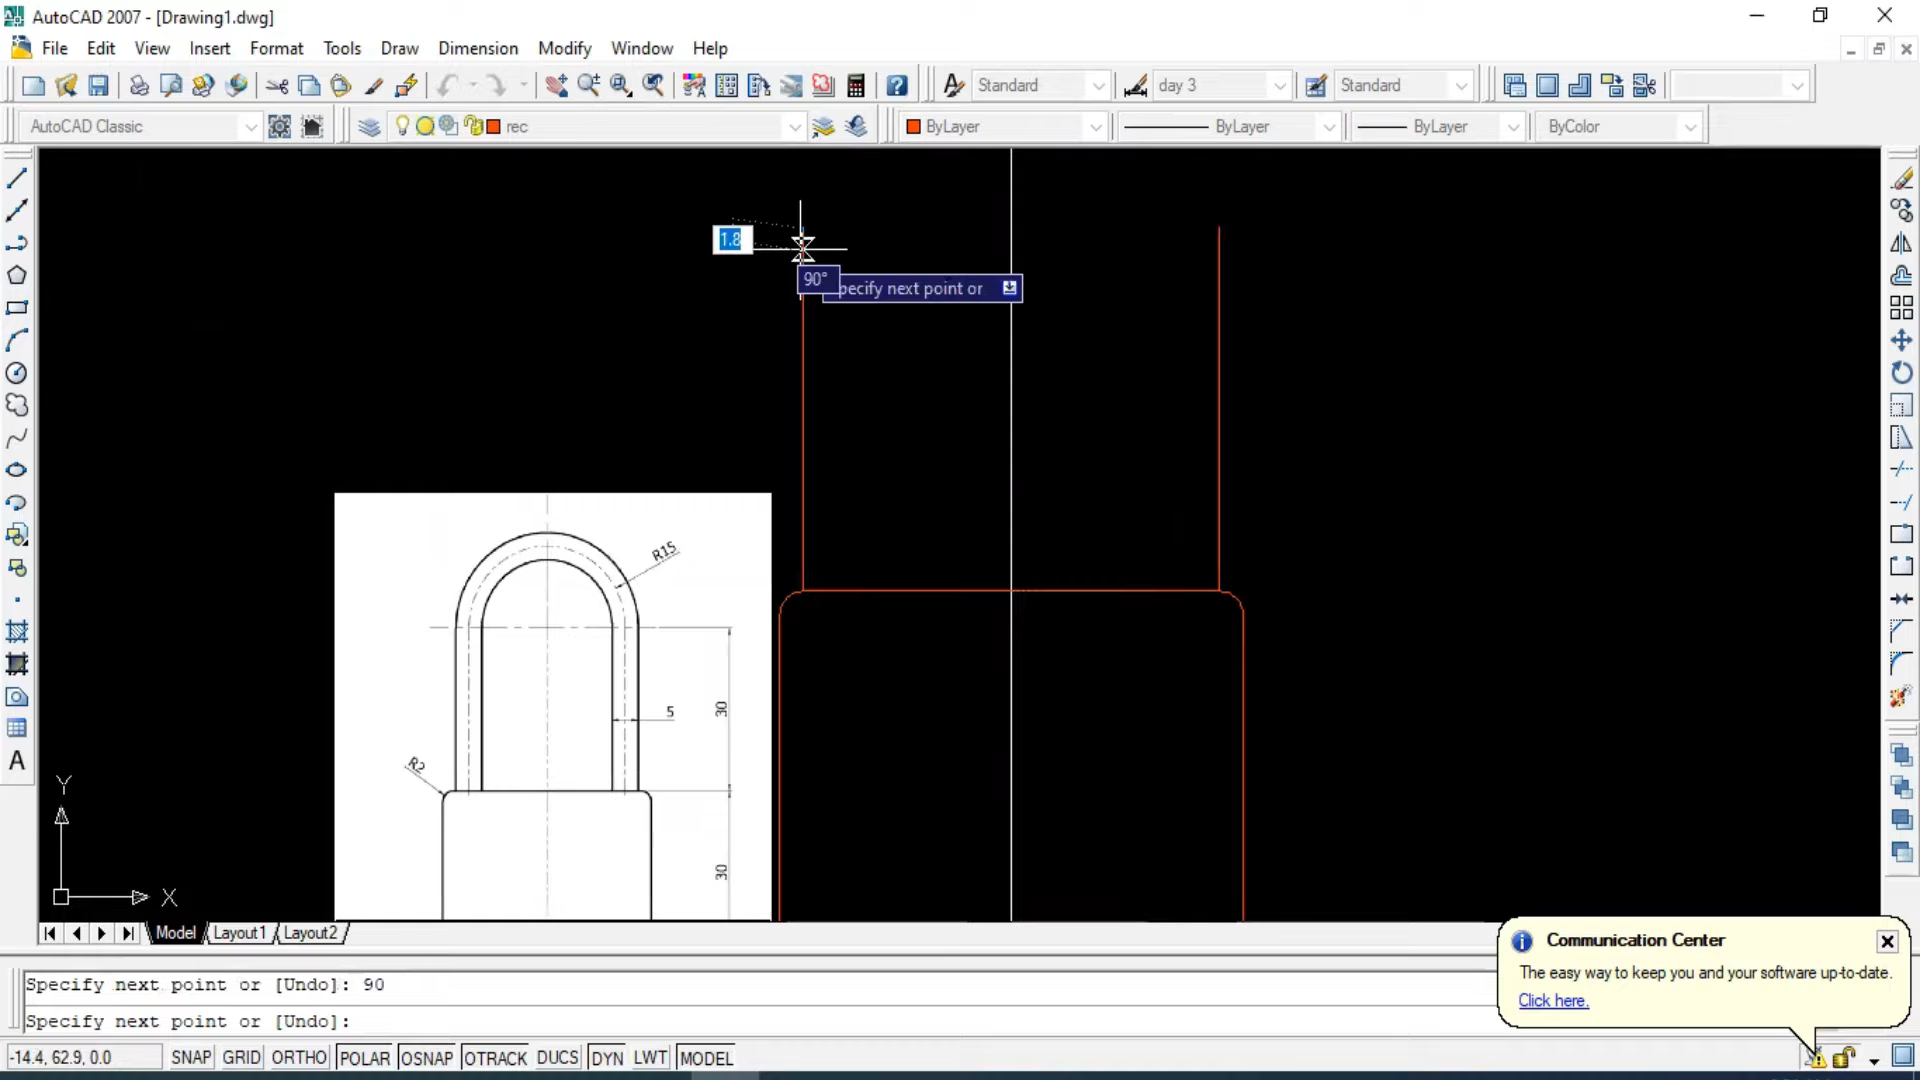 AutoCAD 2007 - [Drawing1.dwg]
File Edit View Insert Format Tools Draw Dimension Modify Window Help
Standard day 3 Standard
AutoCAD Classic rec ByLayer ByLayer ByLayer ByColor
1.8
90°
pecify next point or
R15
5
30
R2
30
Y
X
Model Layout1 Layout2
Communication Center
The easy way to keep you and your software up-to-date.
Click here.
Specify next point or [Undo]: 90
Specify next point or [Undo]:
-14.4, 62.9, 0.0 SNAP GRID ORTHO POLAR OSNAP OTRACK DUCS DYN LWT MODEL